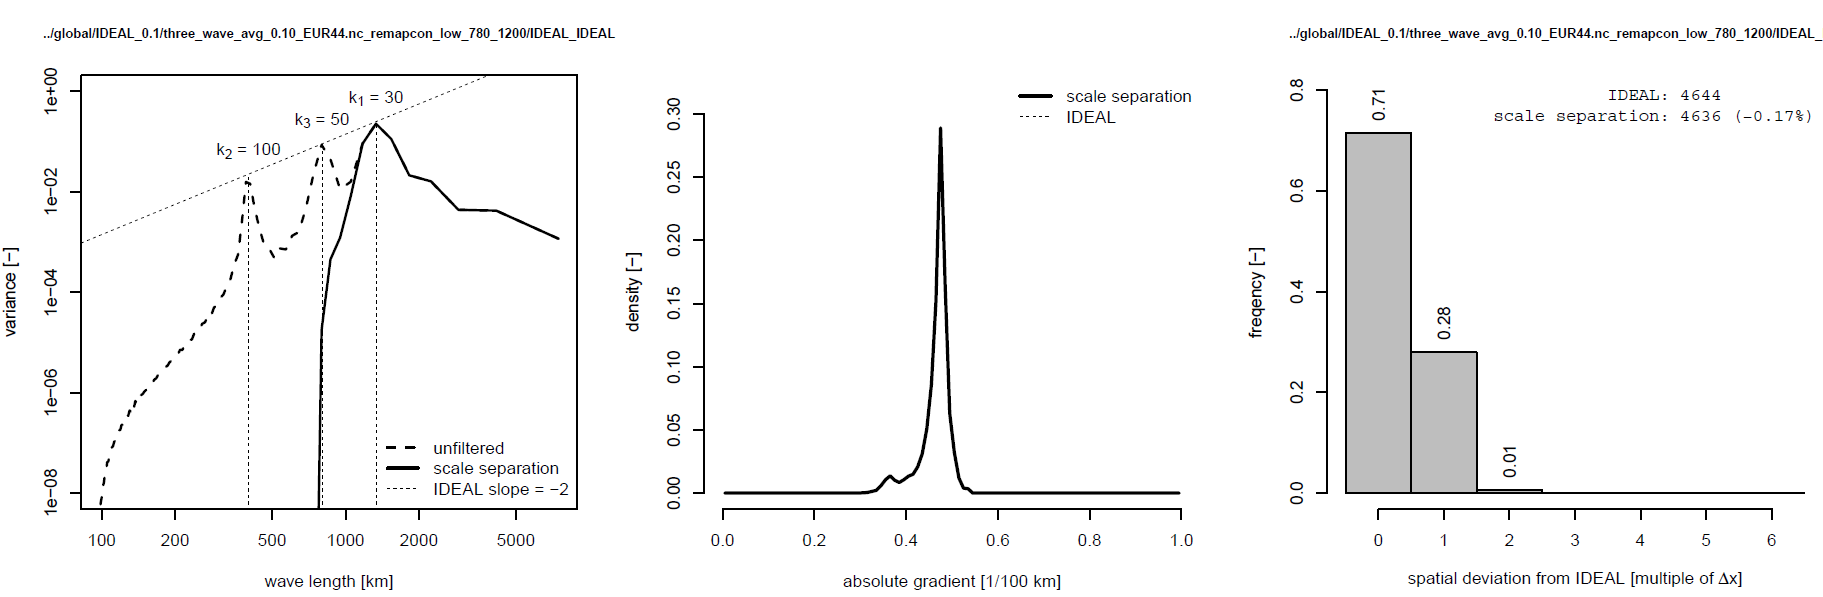 ../global/IDEAL_0.1/three_wave_avg_0.10_EUR44.nc_remapcon_low_780_1200/IDEAL_IDEAL
variance [−]
1e+00
1e−02
1e−04
1e−06
1e−08
k1 = 30
k3 = 50
k2 = 100
unfiltered
scale separation
IDEAL slope = −2
100 200 500 1000 2000 5000
wave length [km]
scale separation
IDEAL
density [−]
0.30
0.25
0.20
0.15
0.10
0.05
0.00
0.0 0.2 0.4 0.6 0.8 1.0
absolute gradient [1/100 km]
../global/IDEAL_0.1/three_wave_avg_0.10_EUR44.nc_remapcon_low_780_1200/IDEAL_
IDEAL: 4644
scale separation: 4636 (−0.17%)
freqency [−]
0.8
0.6
0.4
0.2
0.0
0.71
0.28
0.01
0 1 2 3 4 5 6
spatial deviation from IDEAL [multiple of Δx]